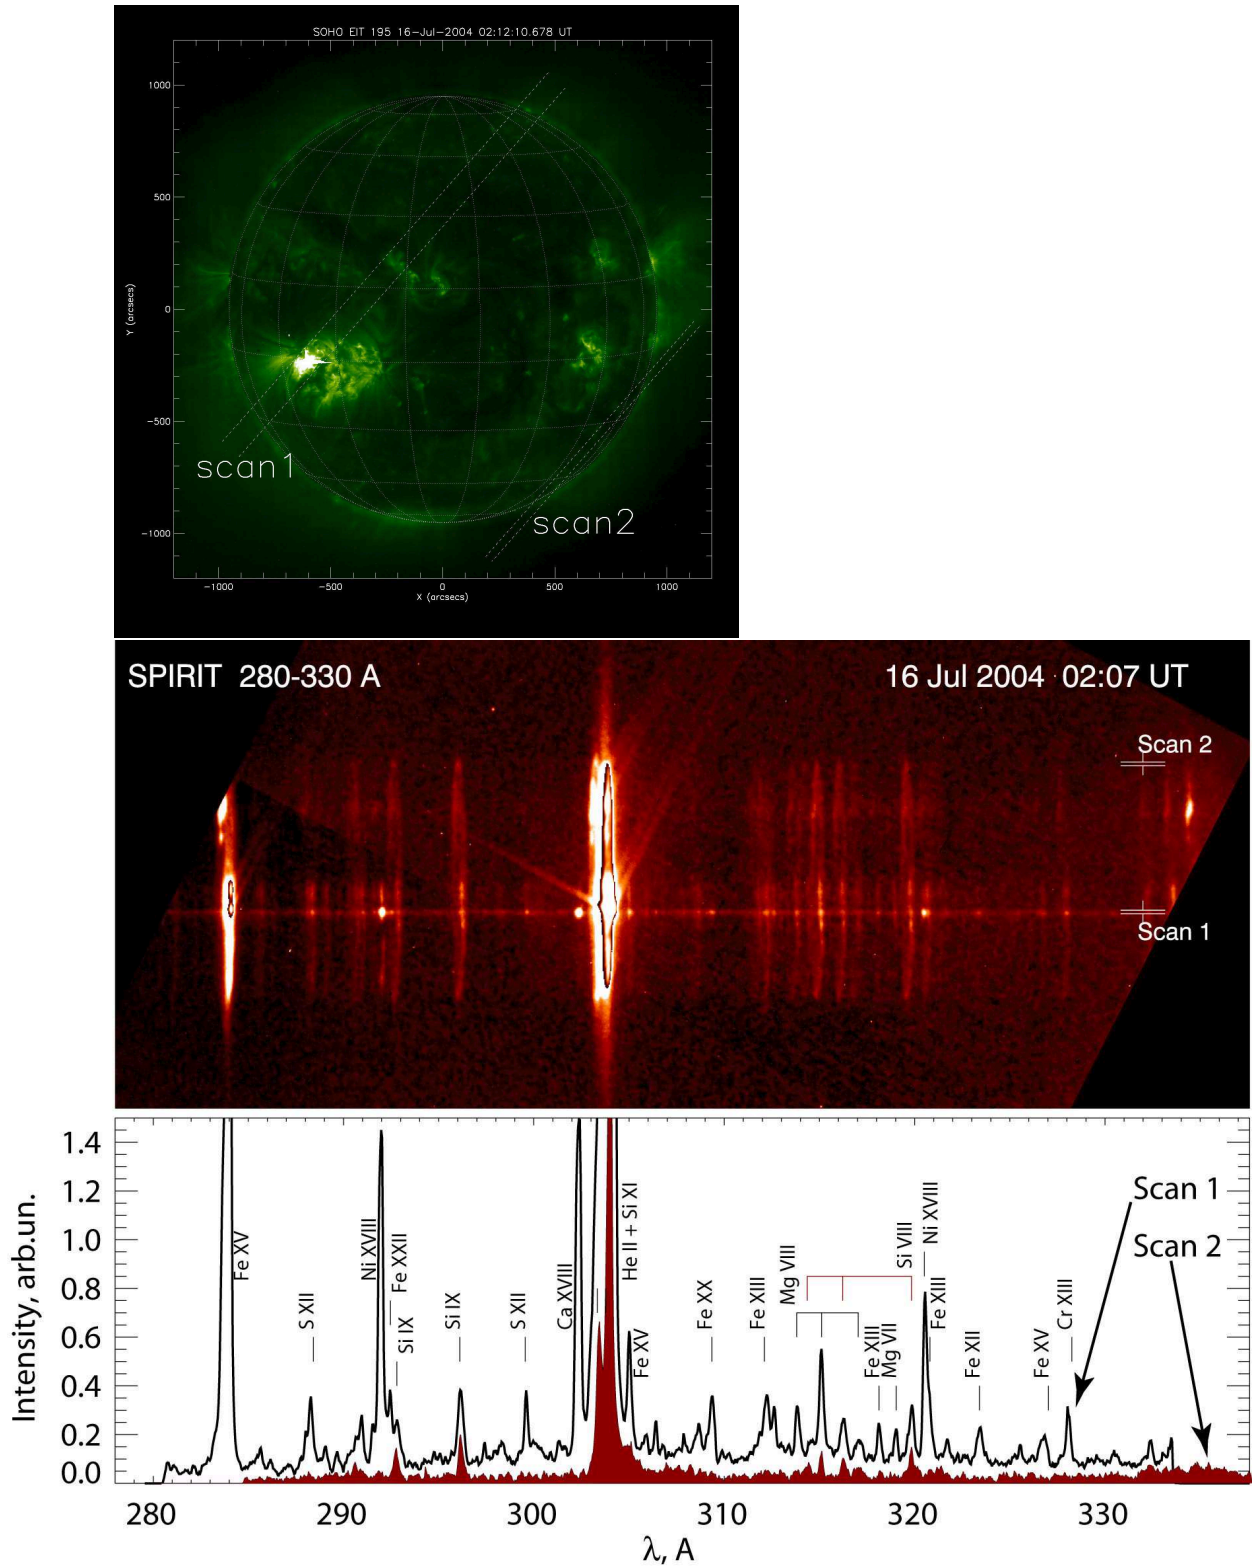 SOHO EIT 195 16-Jul-2004 02:12:10.678 UT
1000
500
0
-500
-1000
Y (arcsecs)
scan1
scan2
-1000 -500 0 500 1000
X (arcsecs)
SPIRIT 280-330 A
16 Jul 2004 02:07 UT
Scan 2
Scan 1
1.4
1.2
1.0
0.8
0.6
0.4
0.2
0.0
Intensity, arb.un.
Fe XV
S XII
Ni XVIII
Fe XXII
Si IX
Si IX
S XII
Ca XVIII
He II + Si XI
Fe XV
Fe XX
Fe XIII
Mg VIII
Fe XIII
Mg VII
Si VIII
Ni XVIII
Fe XIII
Fe XII
Fe XV
Cr XIII
Scan 1
Scan 2
280 290 300 310 320 330
λ, A